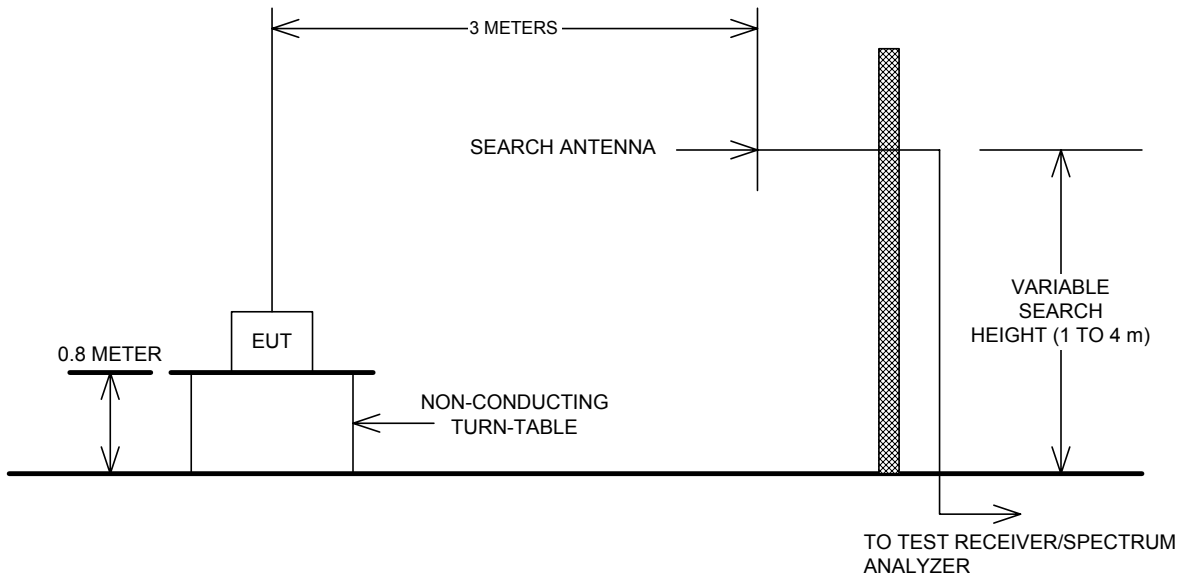 3 METERS
SEARCH ANTENNA
VARIABLE
SEARCH
HEIGHT (1 TO 4 m)
EUT
0.8 METER
NON-CONDUCTING
TURN-TABLE
TO TEST RECEIVER/SPECTRUM
ANALYZER